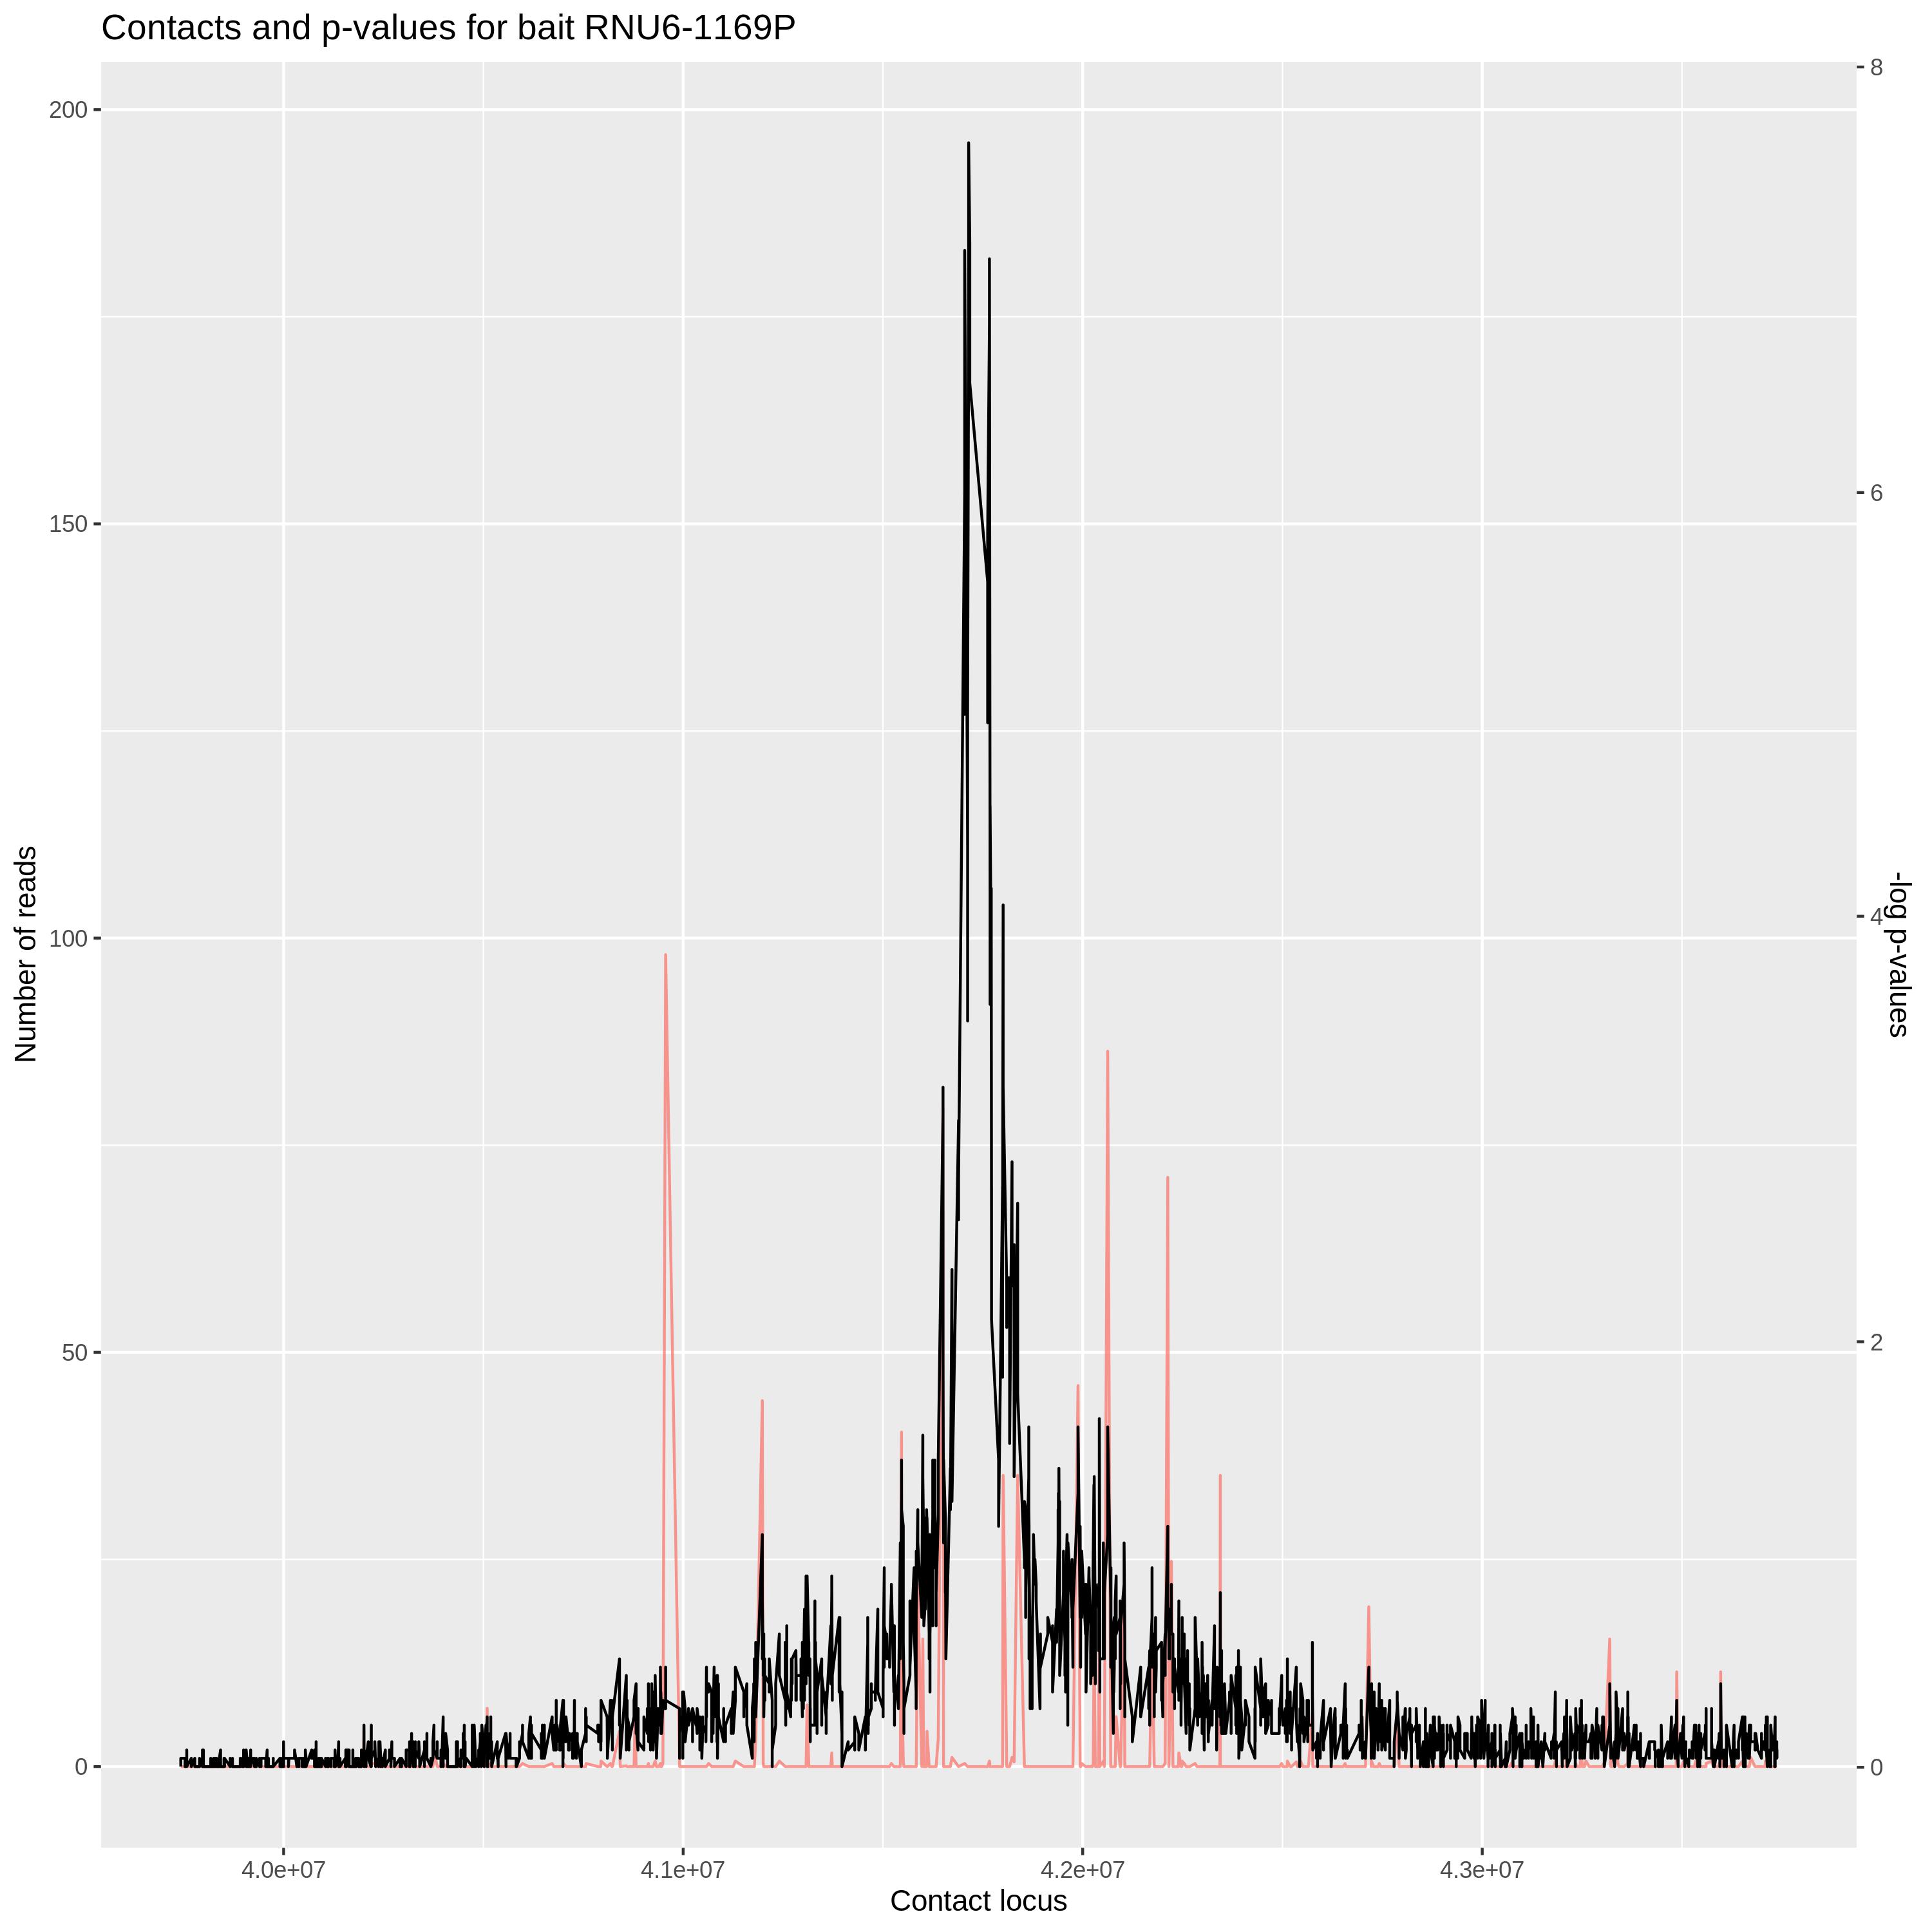 Contacts and p-values for bait RNU6-1169P
200
150
100
50
0
8
6
4
2
0
Number of reads
-log p-values
4.0e+07
4.1e+07
4.2e+07
4.3e+07
Contact locus